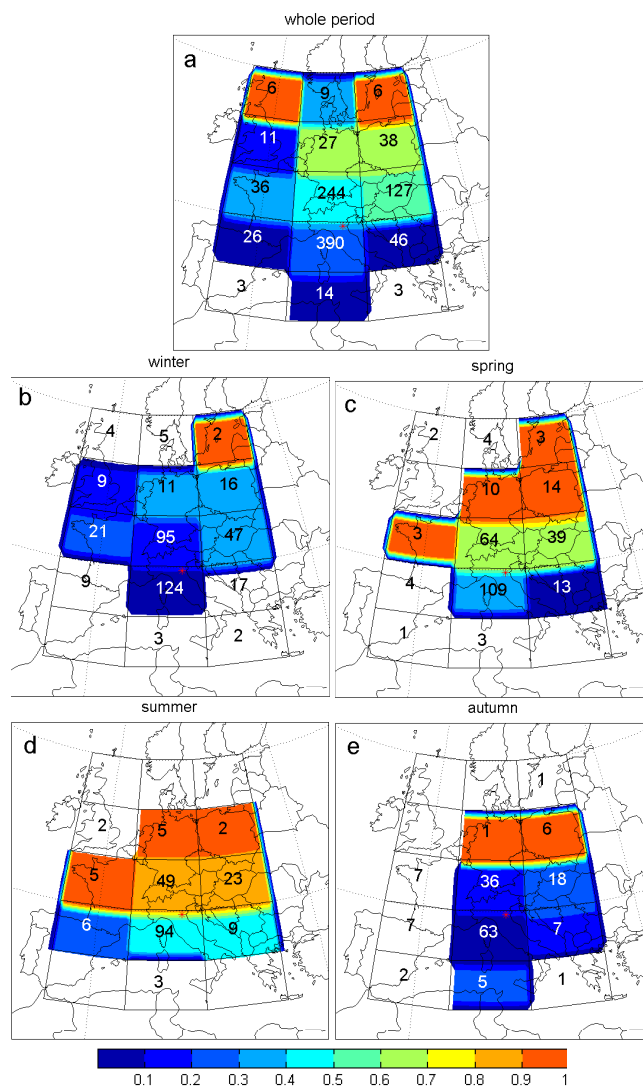 whole period
a
6 9 6
11 27 38
36 244 127
26 390 46
3 14 3
winter spring
b
4 5 2
9 11 16
21 95 47
9 124 17
3 2
c
2 4 3
10 14
3 64 39
4 109 13
1 3
summer autumn
d
2 5 2
5 49 23
6 94 9
3
e
1
1 6
7 36 18
7 63 7
2 5 1
0.1 0.2 0.3 0.4 0.5 0.6 0.7 0.8 0.9 1